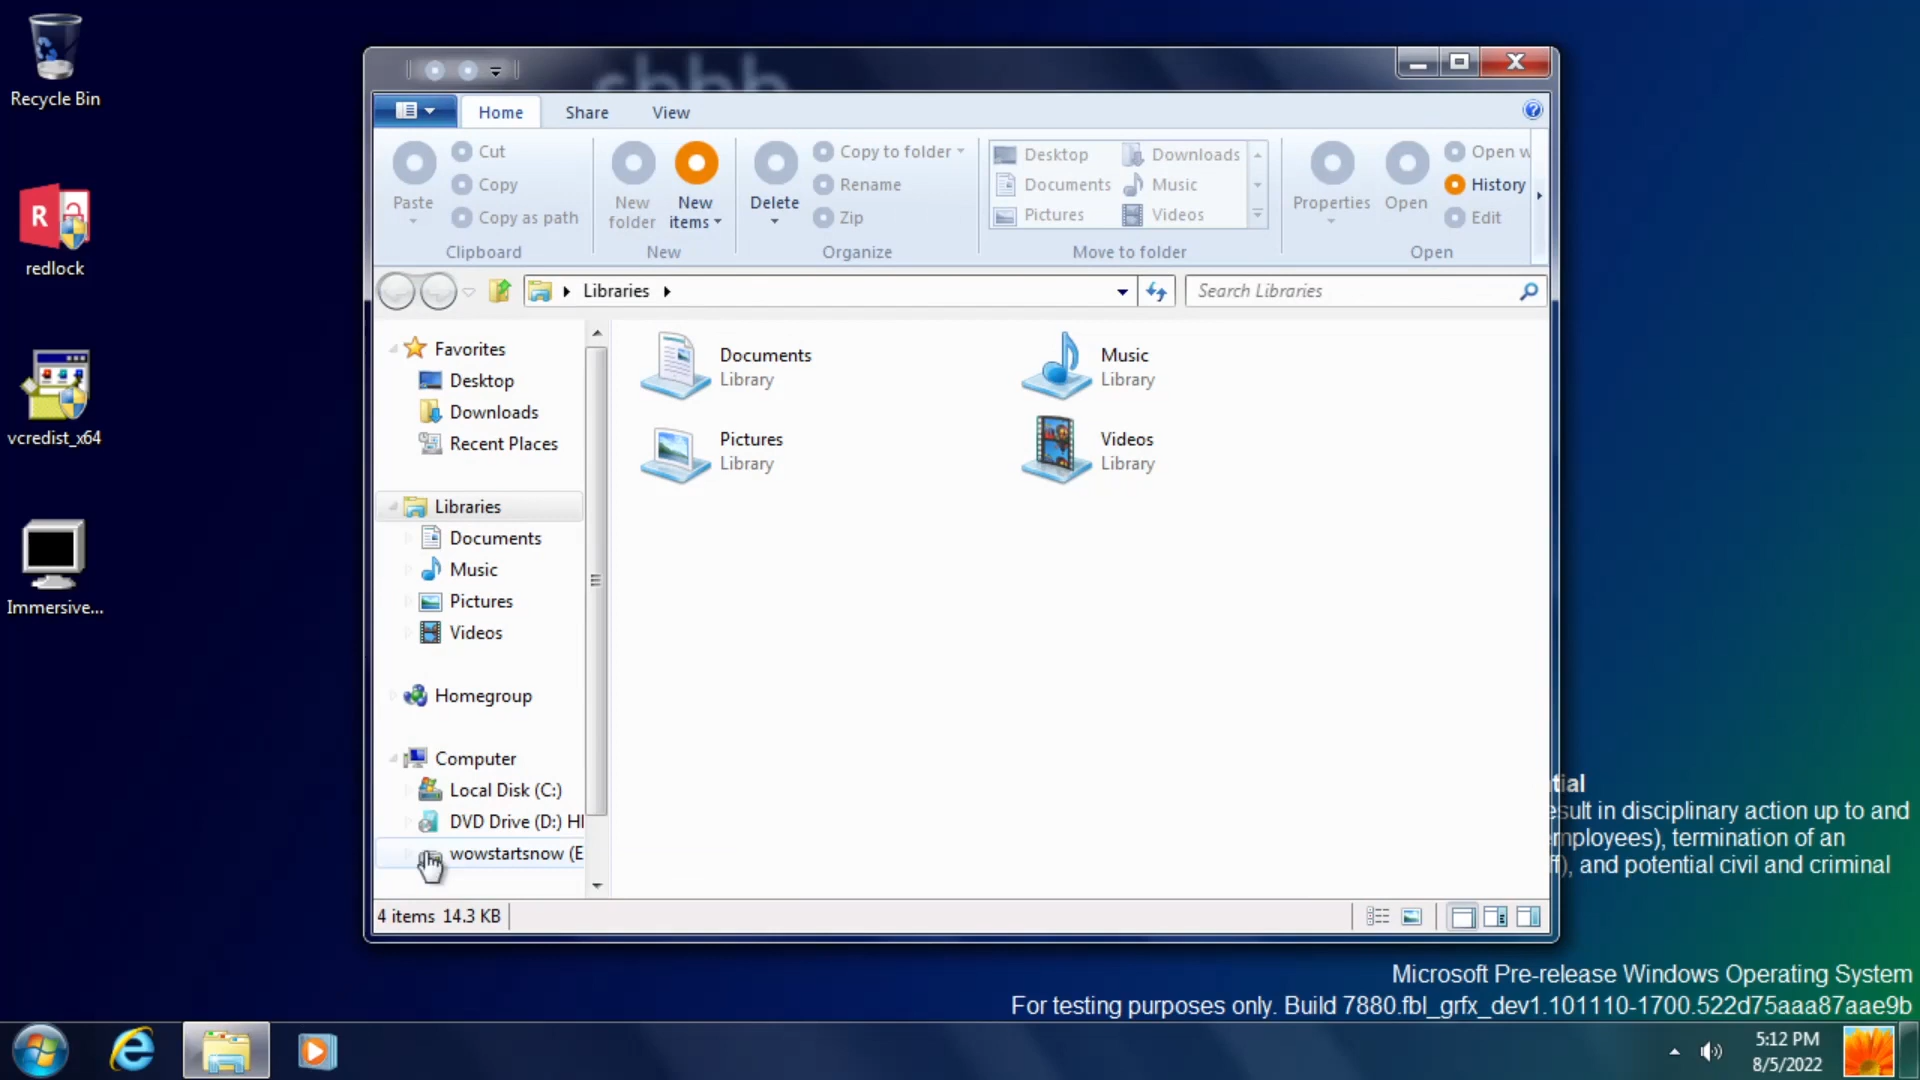 Recycle Bin
redlock
vcredist_x64
Immersive...
shhh
Home Share View
Paste
Cut
Copy
Copy as path
Clipboard
New folder
New items
New
Delete
Copy to folder
Rename
Zip
Organize
Desktop Downloads
Documents Music
Pictures Videos
Move to folder
Properties
Open
Open w
History
Edit
Open
Libraries
Search Libraries
Favorites
Desktop
Downloads
Recent Places
Libraries
Documents
Music
Pictures
Videos
Homegroup
Computer
Local Disk (C:)
DVD Drive (D:) HI
wowstartsnow (E
Documents
Library
Music
Library
Pictures
Library
Videos
Library
4 items 14.3 KB
tial
esult in disciplinary action up to and
mployees), termination of an
ff), and potential civil and criminal
Microsoft Pre-release Windows Operating System
For testing purposes only. Build 7880.fbl_grfx_dev1.101110-1700.522d75aaa87aae9b
5:12 PM
8/5/2022